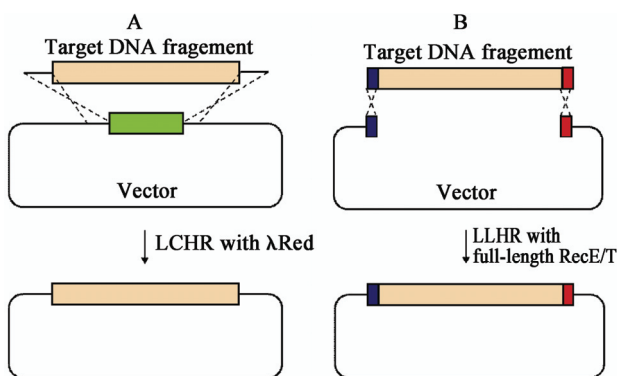 A
Target DNA fragement
Vector
LCHR with λRed
B
Target DNA fragement
Vector
LLHR with
full-length RecE/T